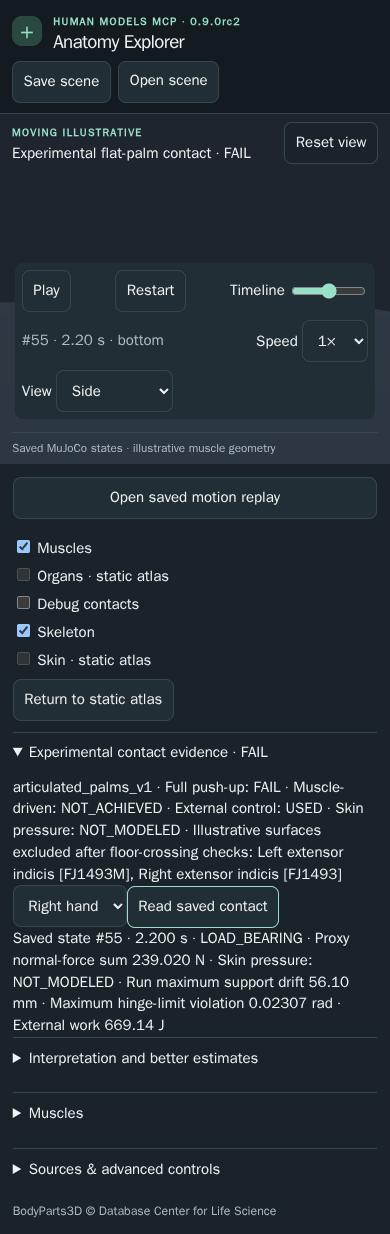 HUMAN MODELS MCP · 0.9.0rc2
Anatomy Explorer
Save scene Open scene
MOVING ILLUSTRATIVE
Experimental flat-palm contact · FAIL Reset view
Play Restart Timeline
#55 · 2.20 s · bottom Speed 1×
View Side
Saved MuJoCo states · illustrative muscle geometry
Open saved motion replay
Muscles
Organs · static atlas
Debug contacts
Skeleton
Skin · static atlas
Return to static atlas
▼ Experimental contact evidence · FAIL
articulated_palms_v1 · Full push-up: FAIL · Muscle-
driven: NOT_ACHIEVED · External control: USED · Skin
pressure: NOT_MODELED · Illustrative surfaces
excluded after floor-crossing checks: Left extensor
indicis [FJ1493M], Right extensor indicis [FJ1493]
Right hand Read saved contact
Saved state #55 · 2.200 s · LOAD_BEARING · Proxy
normal-force sum 239.020 N · Skin pressure:
NOT_MODELED · Run maximum support drift 56.10
mm · Maximum hinge-limit violation 0.02307 rad ·
External work 669.14 J
▶ Interpretation and better estimates
▶ Muscles
▶ Sources & advanced controls
BodyParts3D © Database Center for Life Science